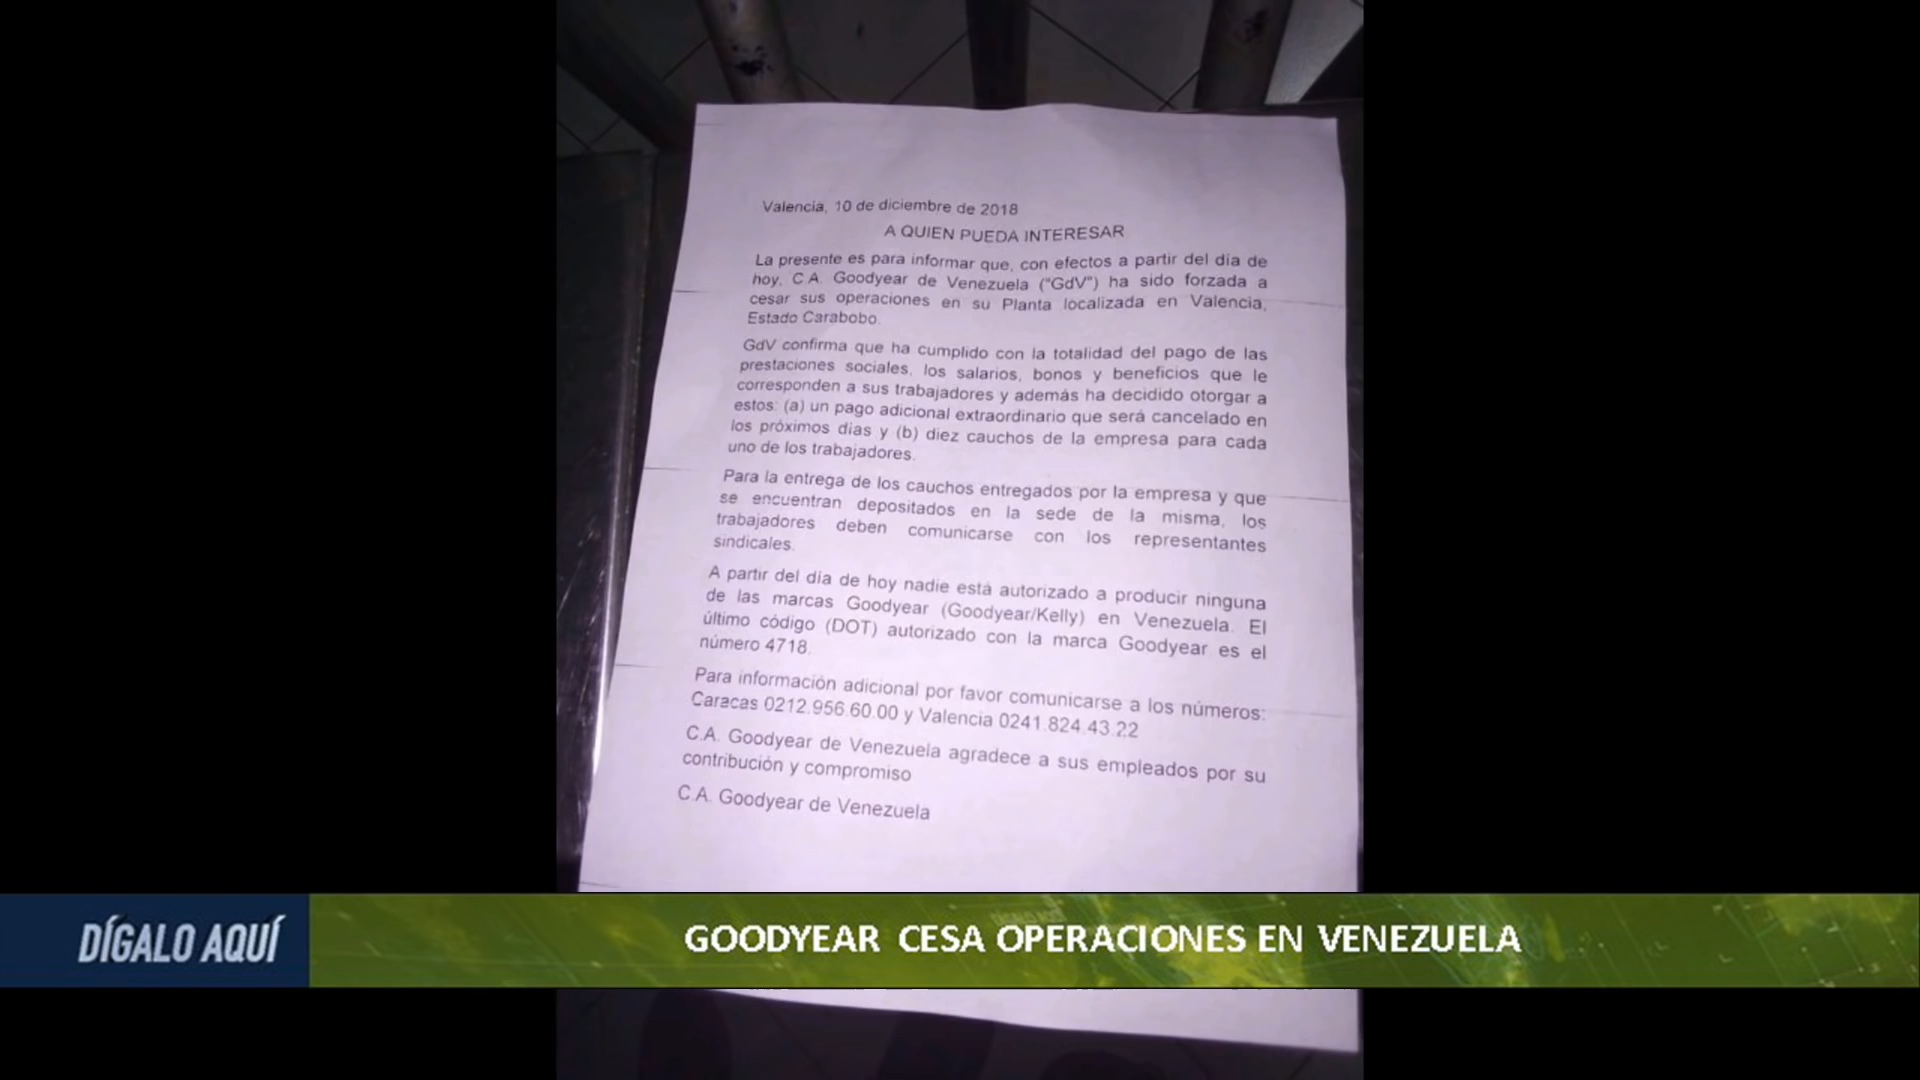 Valencia, 10 de diciembre de 2018
A QUIEN PUEDA INTERESAR
La presente es para informar que, con efectos a partir del día de
hoy, C.A. Goodyear de Venezuela ("GdV") ha sido forzada a
cesar sus operaciones en su Planta localizada en Valencia,
Estado Carabobo.
GdV confirma que ha cumplido con la totalidad del pago de las
prestaciones sociales, los salarios, bonos y beneficios que le
corresponden a sus trabajadores y además ha decidido otorgar a
estos: (a) un pago adicional extraordinario que será cancelado en
los próximos días y (b) diez cauchos de la empresa para cada
uno de los trabajadores.
Para la entrega de los cauchos entregados por la empresa y que
se encuentran depositados en la sede de la misma, los
trabajadores deben comunicarse con los representantes
sindicales.
A partir del día de hoy nadie está autorizado a producir ninguna
de las marcas Goodyear (Goodyear/Kelly) en Venezuela. El
último código (DOT) autorizado con la marca Goodyear es el
número 4718.
Para información adicional por favor comunicarse a los números:
Caracas 0212.956.60.00 y Valencia 0241.824.43.22
C.A. Goodyear de Venezuela agradece a sus empleados por su
contribución y compromiso
C.A. Goodyear de Venezuela
DÍGALO AQUÍ
GOODYEAR CESA OPERACIONES EN VENEZUELA